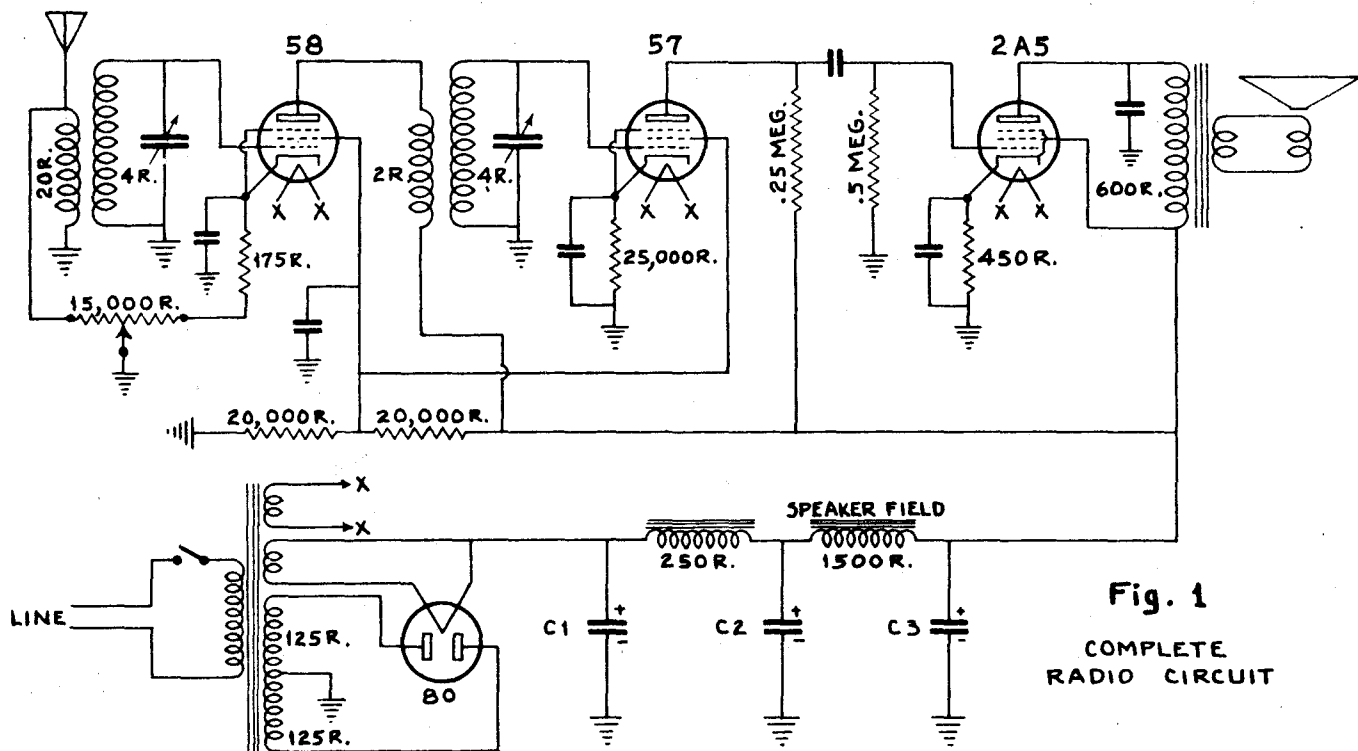 58
57
2A5
20R.
4R.
2R.
4R.
.25 MEG.
.5 MEG.
600R.
X X
X X
X X
175R.
25,000R.
450R.
15,000R.
20,000R.
20,000R.
X
X
SPEAKER FIELD
250R.
1500R.
LINE
125R.
125R.
80
C1
+
-
C2
+
-
C3
+
-
Fig. 1
COMPLETE
RADIO CIRCUIT